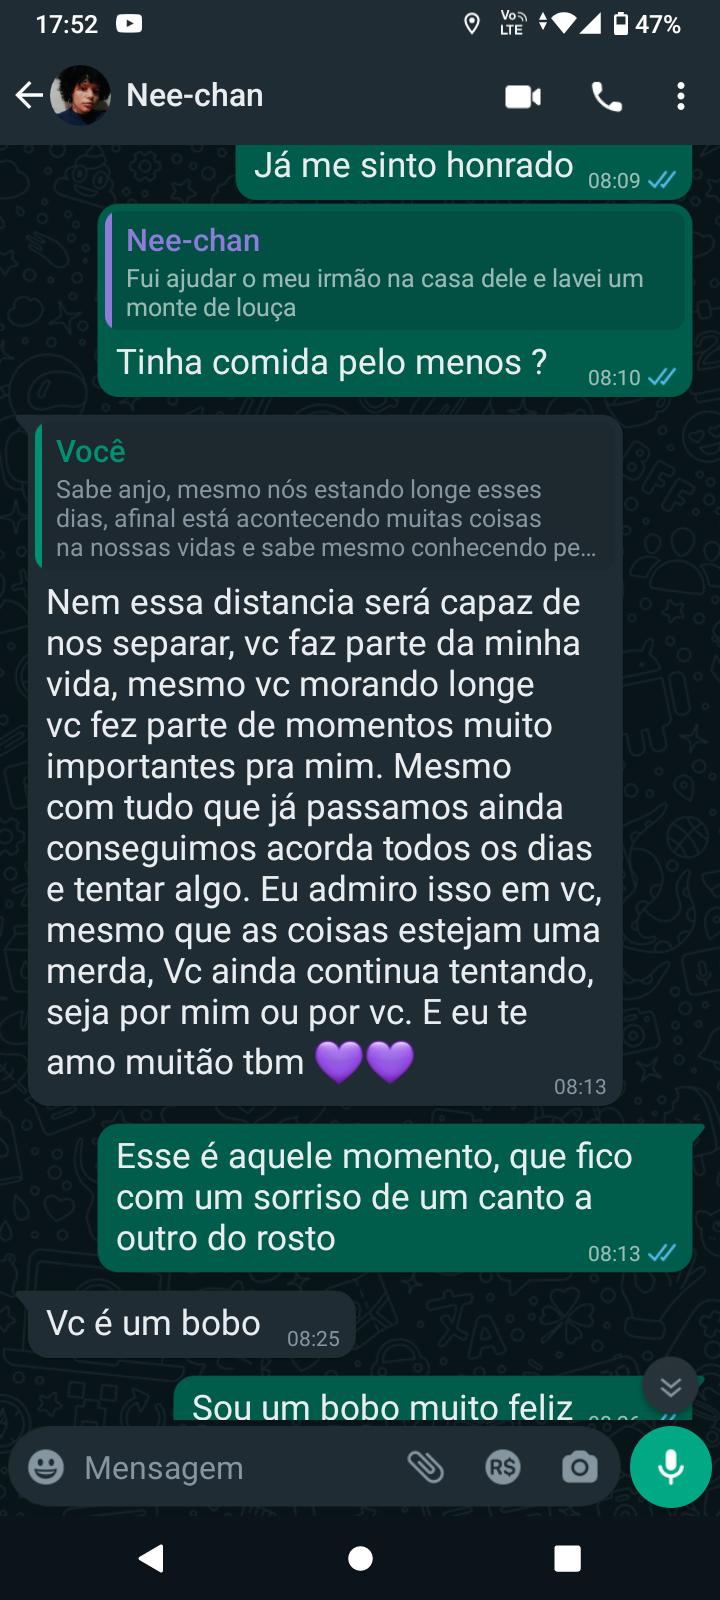 17:52
Vo
LTE
47%
Nee-chan
Já me sinto honrado
08:09
Nee-chan
Fui ajudar o meu irmão na casa dele e lavei um
monte de louça
Tinha comida pelo menos ?
08:10
Você
Sabe anjo, mesmo nós estando longe esses
dias, afinal está acontecendo muitas coisas
na nossas vidas e sabe mesmo conhecendo pe...
Nem essa distancia será capaz de
nos separar, vc faz parte da minha
vida, mesmo vc morando longe
vc fez parte de momentos muito
importantes pra mim. Mesmo
com tudo que já passamos ainda
conseguimos acorda todos os dias
e tentar algo. Eu admiro isso em vc,
mesmo que as coisas estejam uma
merda, Vc ainda continua tentando,
seja por mim ou por vc. E eu te
amo muitão tbm 💜💜
08:13
Esse é aquele momento, que fico
com um sorriso de um canto a
outro do rosto
08:13
Vc é um bobo
08:25
Sou um bobo muito feliz
Mensagem
R$